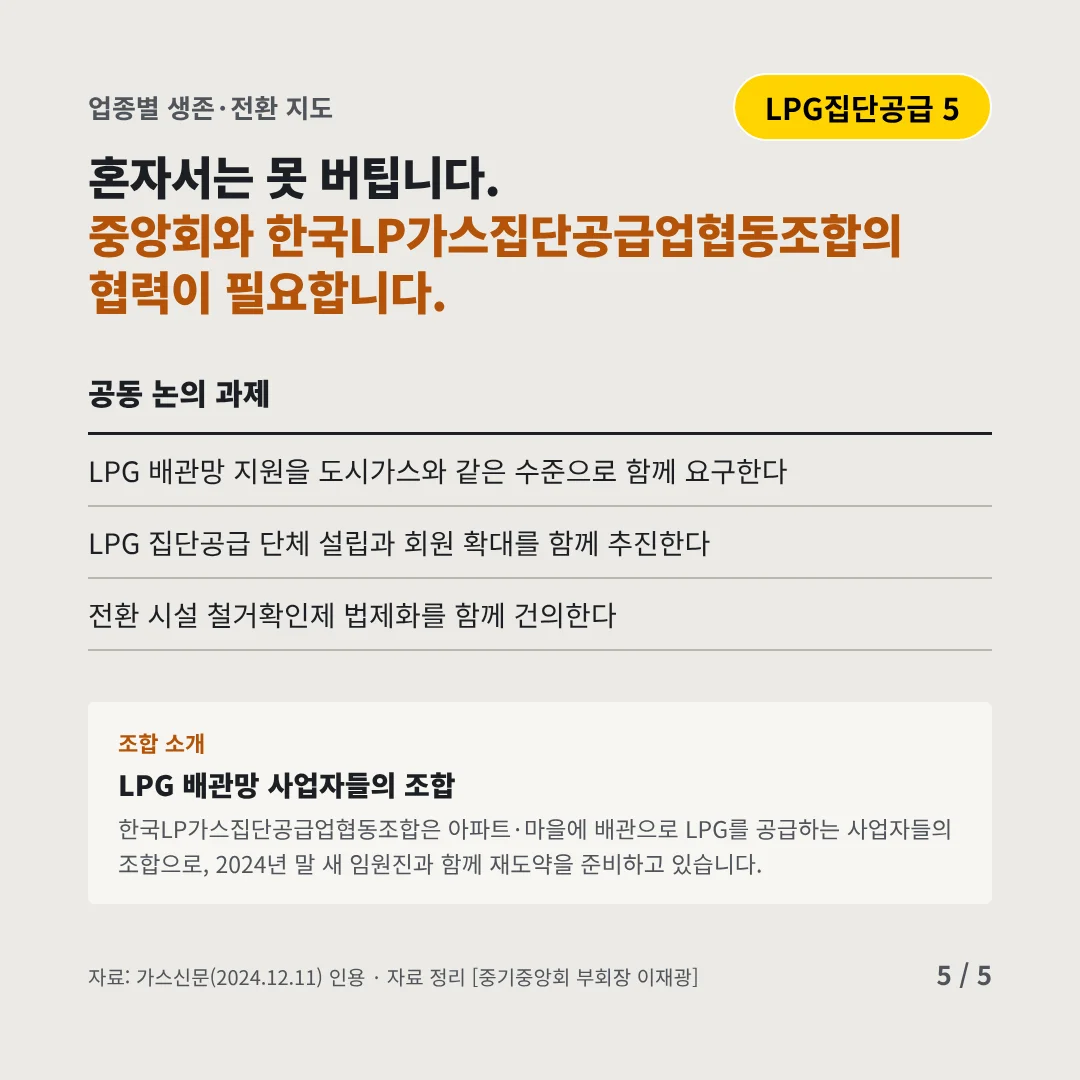 업종별 생존·전환 지도
LPG집단공급 5
혼자서는 못 버팁니다.
중앙회와 한국LP가스집단공급업협동조합의
협력이 필요합니다.
공동 논의 과제
LPG 배관망 지원을 도시가스와 같은 수준으로 함께 요구한다
LPG 집단공급 단체 설립과 회원 확대를 함께 추진한다
전환 시설 철거확인제 법제화를 함께 건의한다
조합 소개
LPG 배관망 사업자들의 조합
한국LP가스집단공급업협동조합은 아파트·마을에 배관으로 LPG를 공급하는 사업자들의
조합으로, 2024년 말 새 임원진과 함께 재도약을 준비하고 있습니다.
자료: 가스신문(2024.12.11) 인용 · 자료 정리 [중기중앙회 부회장 이재광]
5 / 5